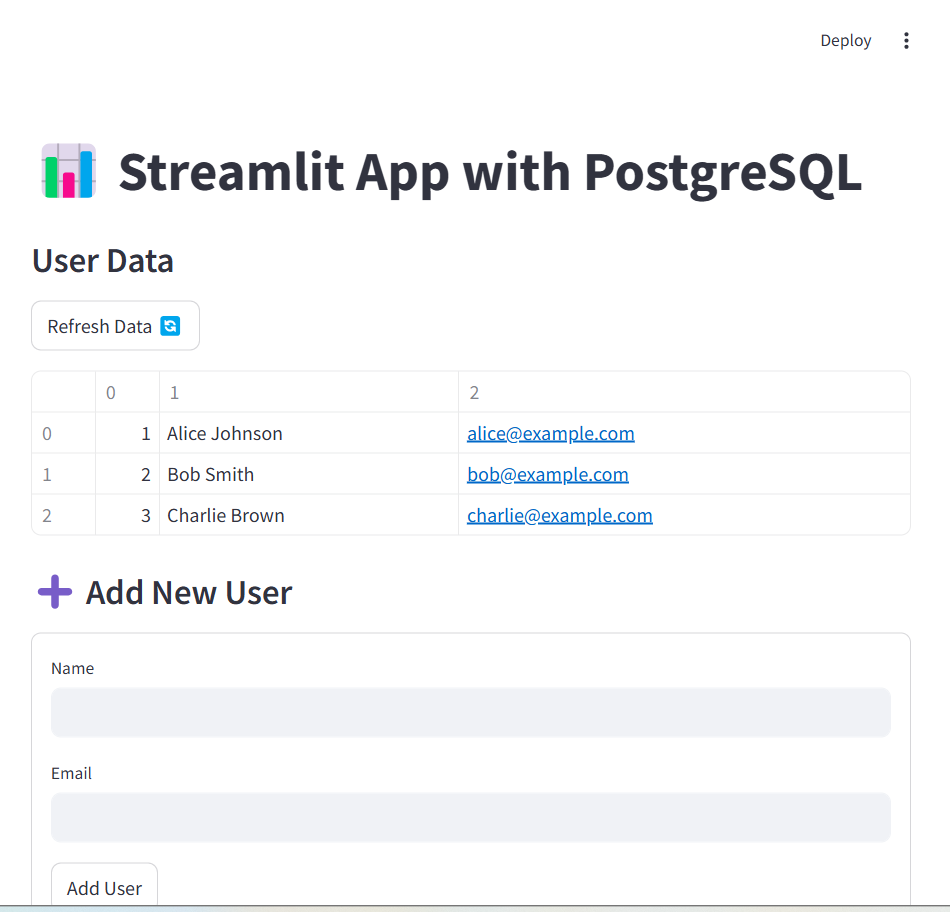 Deploy
Streamlit App with PostgreSQL
User Data
Refresh Data
0 1 2
0 1 Alice Johnson alice@example.com
1 2 Bob Smith bob@example.com
2 3 Charlie Brown charlie@example.com
Add New User
Name
Email
Add User